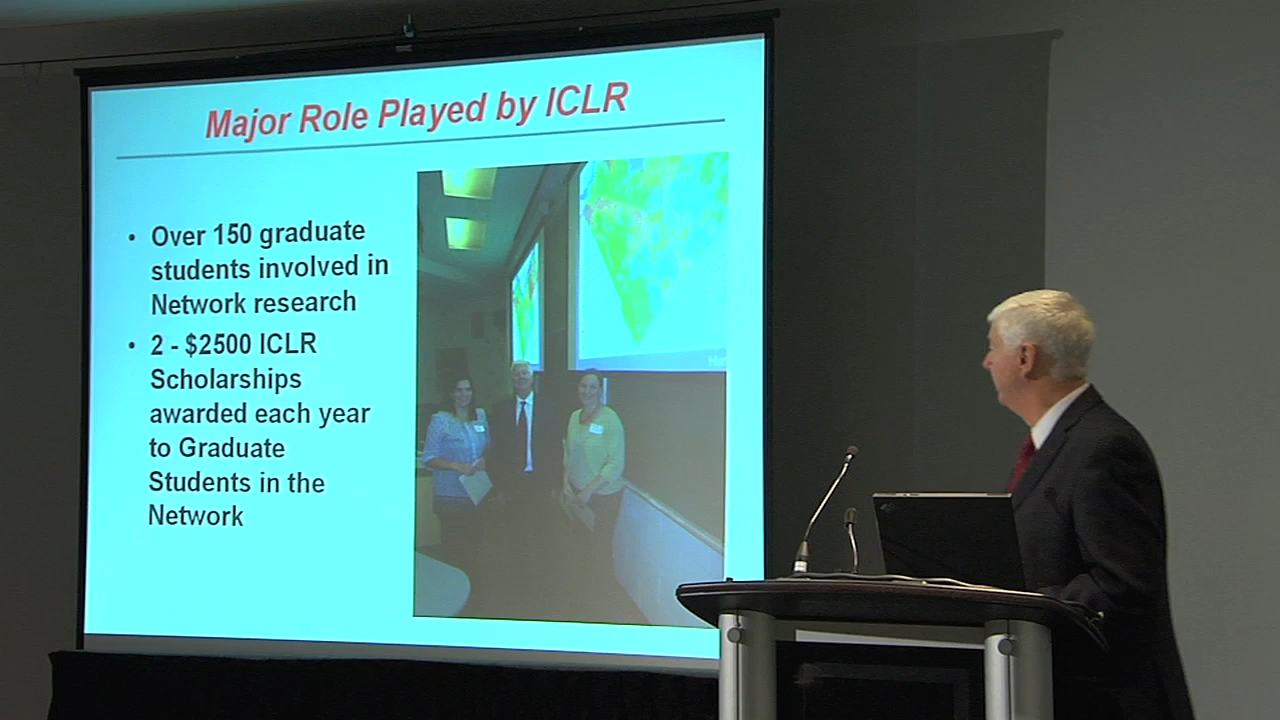 Major Role Played by ICLR
• Over 150 graduate
students involved in
Network research
• 2 - $2500 ICLR
Scholarships
awarded each year
to Graduate
Students in the
Network